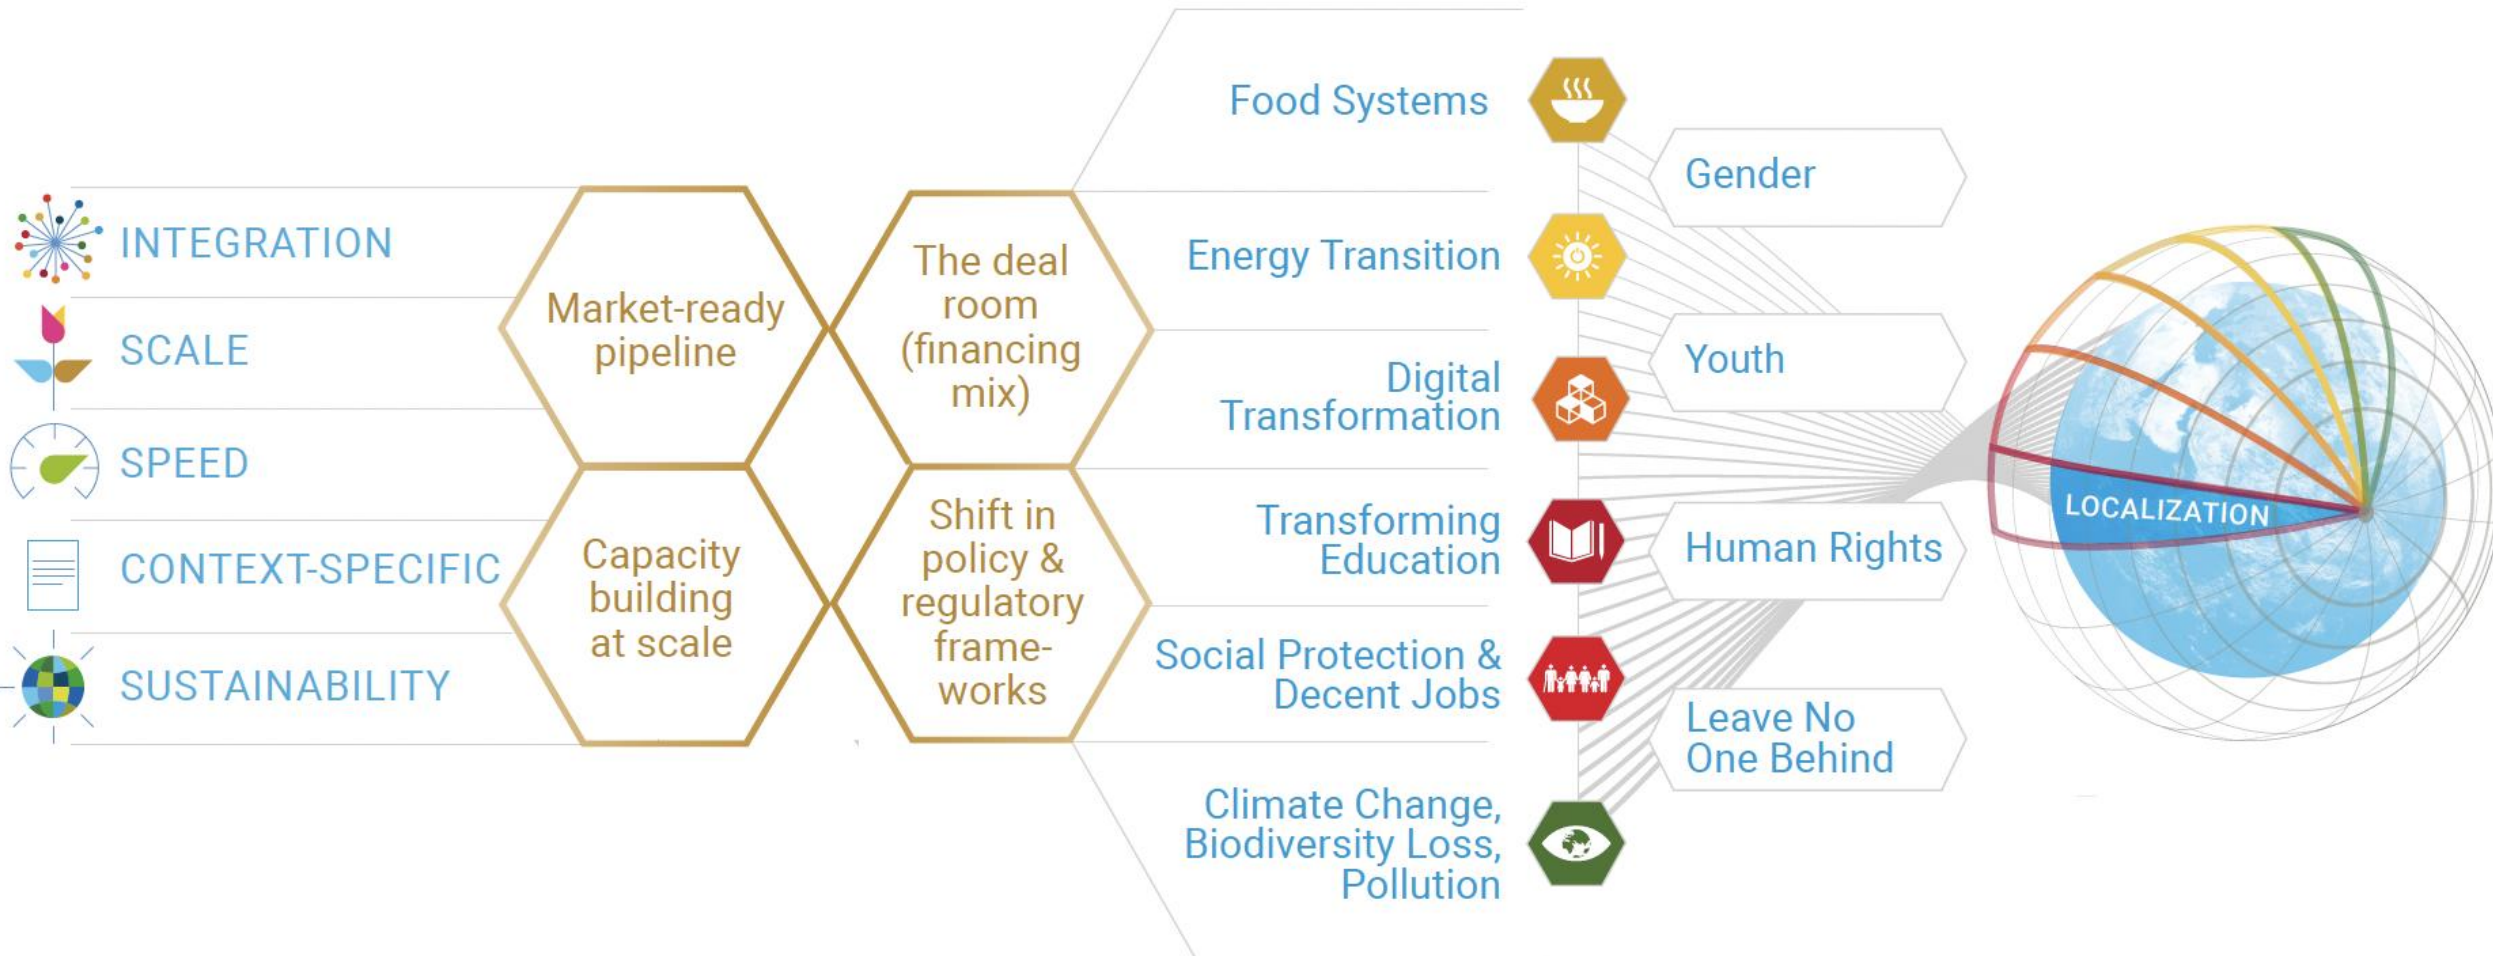 INTEGRATION
SCALE
SPEED
CONTEXT-SPECIFIC
SUSTAINABILITY
Market-ready
pipeline
Capacity
building
at scale
The deal
room
(financing
mix)
Shift in
policy &
regulatory
frame-
works
Food Systems
Energy Transition
Digital
Transformation
Transforming
Education
Social Protection &
Decent Jobs
Climate Change,
Biodiversity Loss,
Pollution
Gender
Youth
Human Rights
Leave No
One Behind
LOCALIZATION